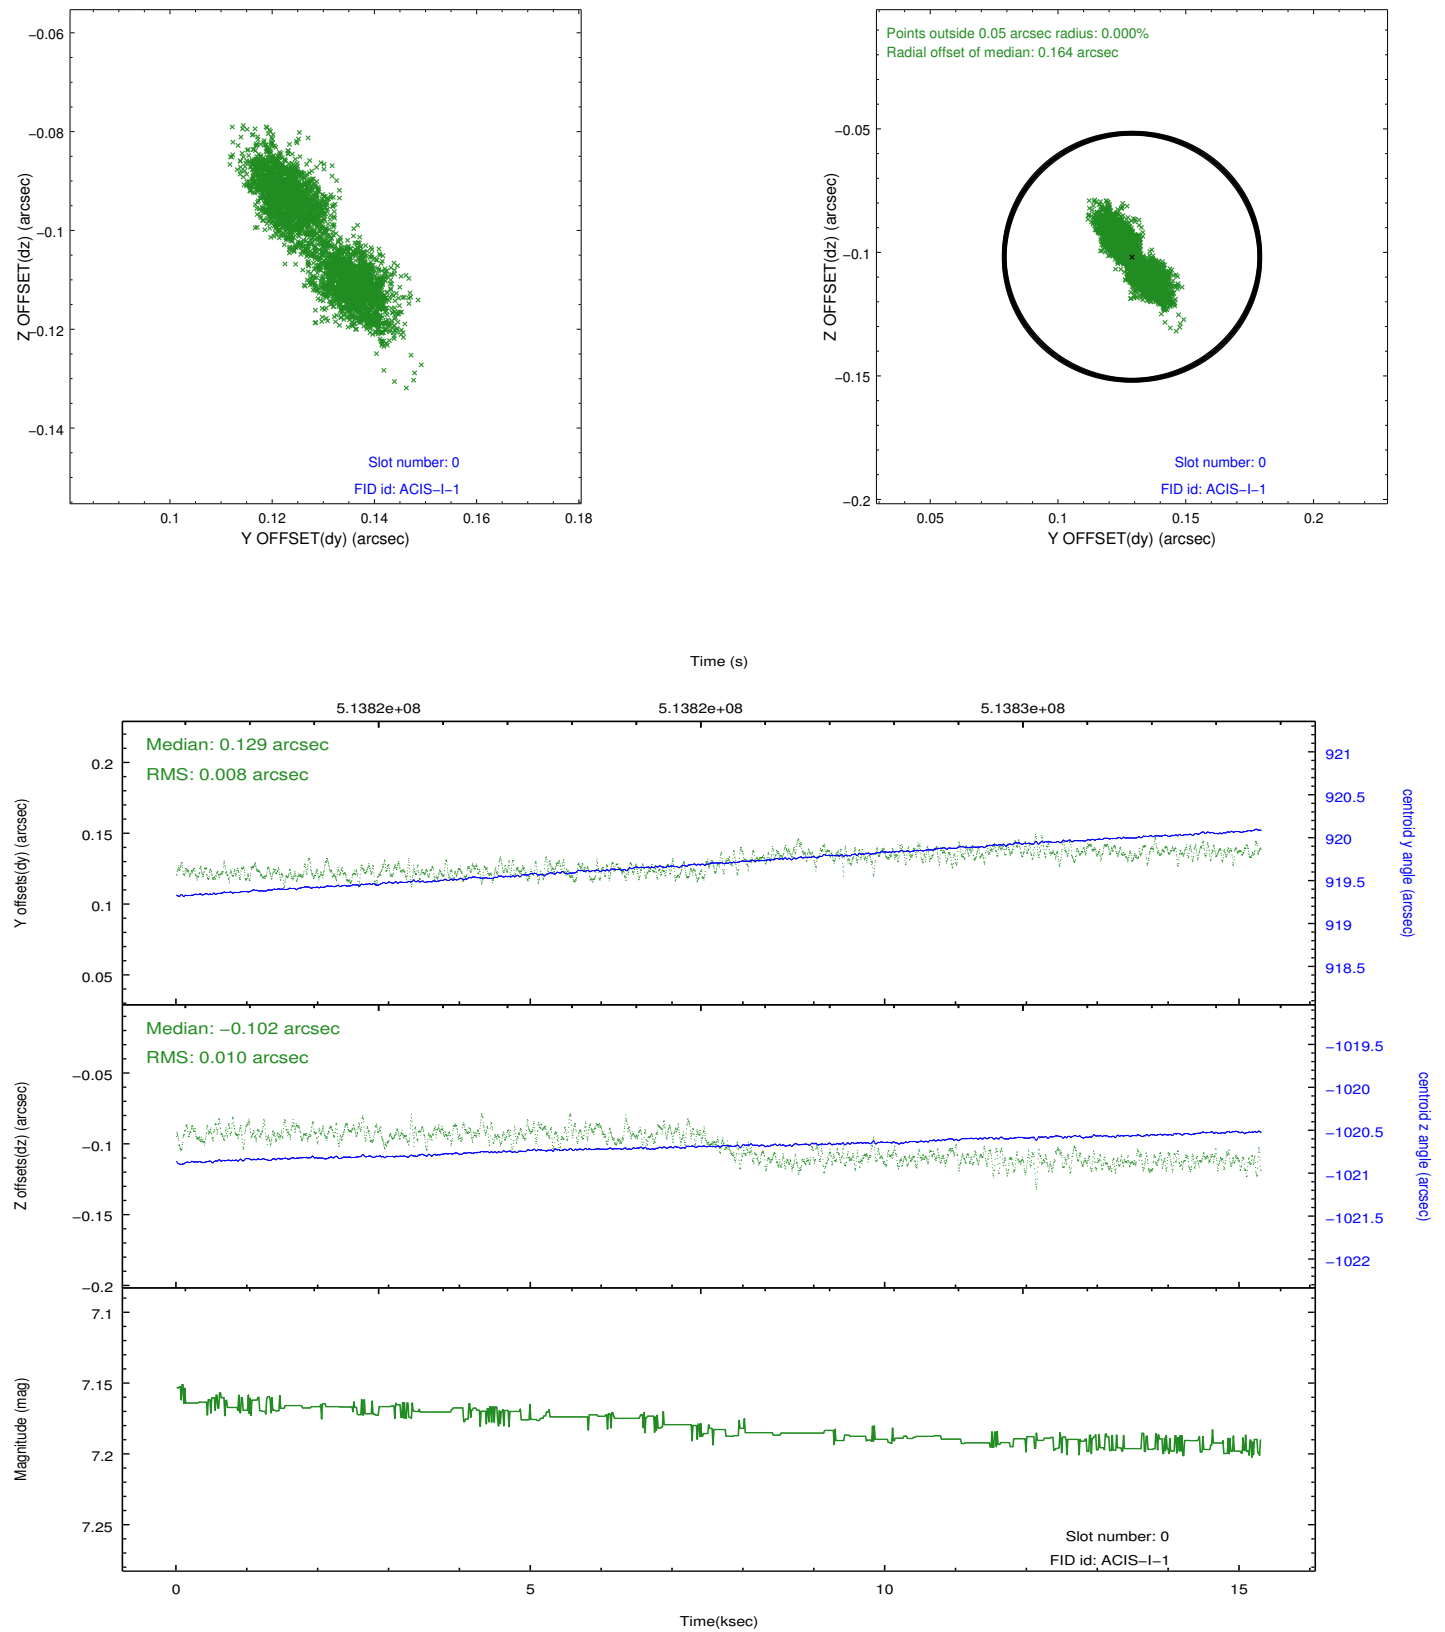 −0.06
−0.08
−0.1
−0.12
−0.14
Z OFFSET(dz) (arcsec)
Slot number: 0
FID id: ACIS−I−1
0.1
0.12
0.14
0.16
0.18
Y OFFSET(dy) (arcsec)
Points outside 0.05 arcsec radius: 0.000%
Radial offset of median: 0.164 arcsec
−0.05
−0.1
−0.15
−0.2
Z OFFSET(dz) (arcsec)
Slot number: 0
FID id: ACIS−I−1
0.05
0.1
0.15
0.2
Y OFFSET(dy) (arcsec)
Time (s)
5.1382e+08
5.1382e+08
5.1383e+08
Median: 0.129 arcsec
RMS: 0.008 arcsec
0.2
0.15
0.1
0.05
Y offsets(dy) (arcsec)
921
920.5
920
919.5
919
918.5
centroid y angle (arcsec)
Median: −0.102 arcsec
RMS: 0.010 arcsec
−0.05
−0.1
−0.15
−0.2
Z offsets(dz) (arcsec)
−1019.5
−1020
−1020.5
−1021
−1021.5
−1022
centroid z angle (arcsec)
7.1
7.15
7.2
7.25
Magnitude (mag)
Slot number: 0
FID id: ACIS−I−1
0
5
10
15
Time(ksec)